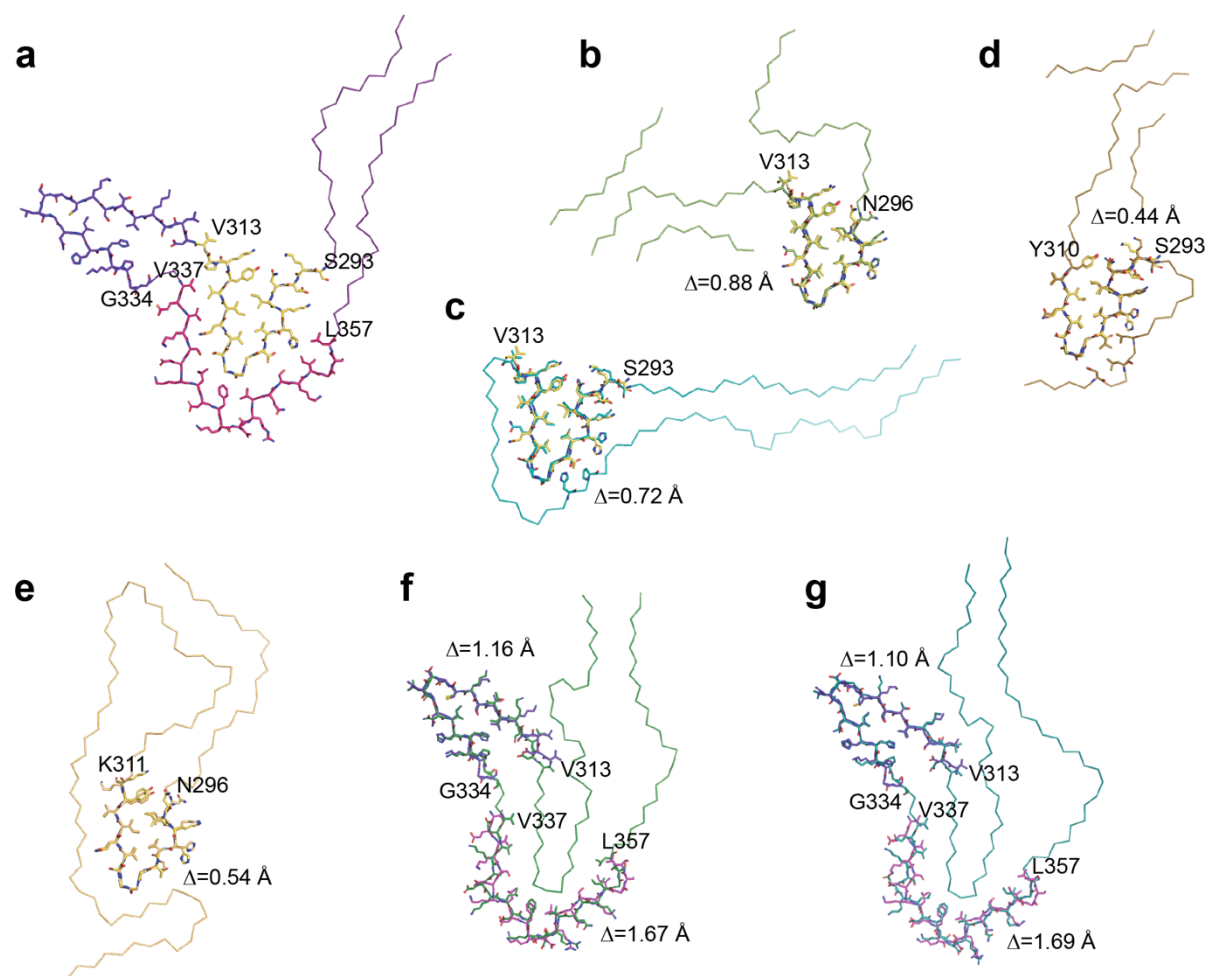 a
V313
S293
V337
G334
L357
b
V313
N296
Δ=0.88 Å
c
V313
S293
Δ=0.72 Å
d
Δ=0.44 Å
Y310
S293
e
K311
N296
Δ=0.54 Å
f
Δ=1.16 Å
V313
G334
V337
L357
Δ=1.67 Å
g
Δ=1.10 Å
V313
G334
V337
L357
Δ=1.69 Å